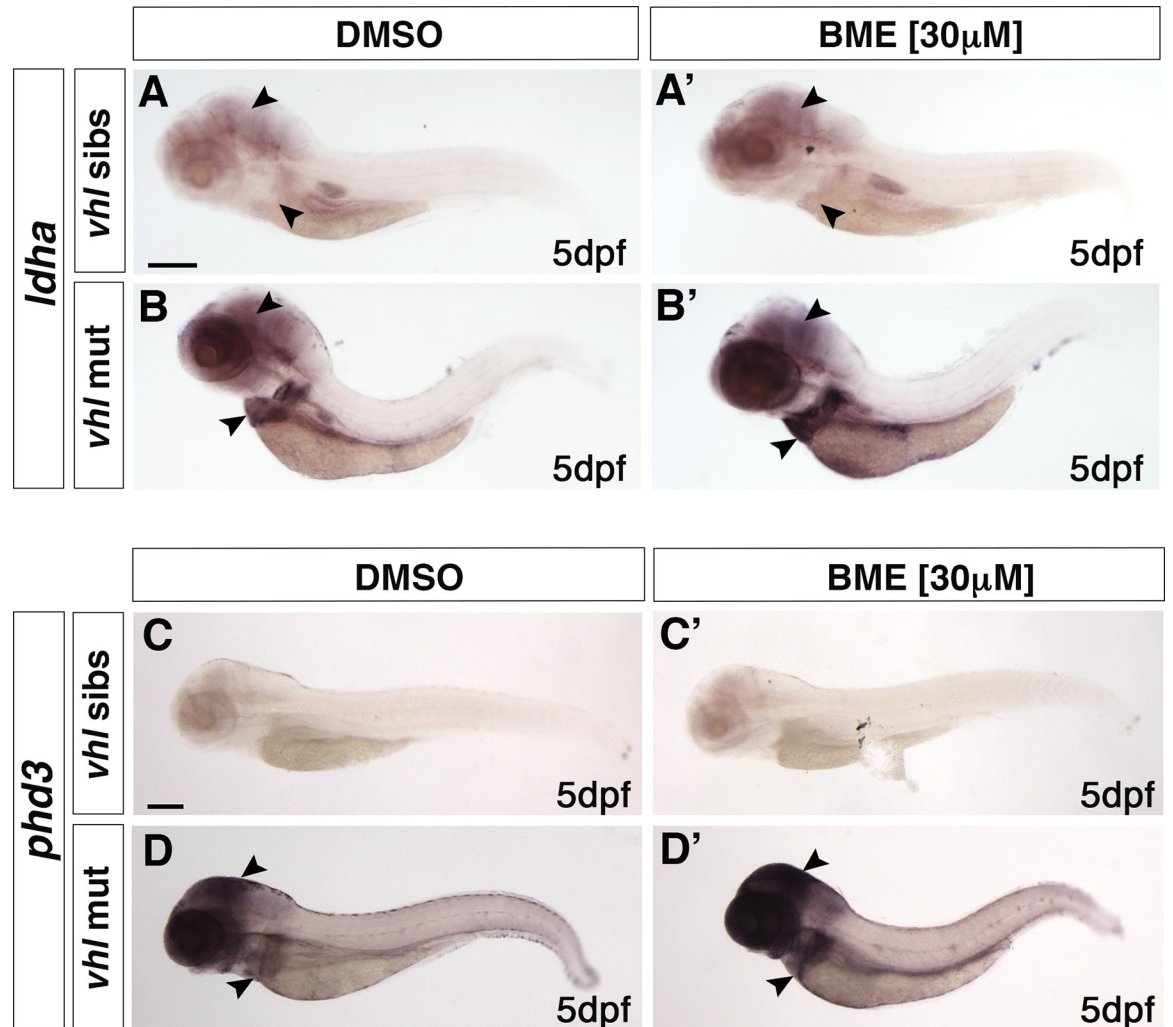 DMSO
BME [30μM]
ldha
vhl sibs
A
5dpf
A’
5dpf
vhl mut
B
5dpf
B’
5dpf
DMSO
BME [30μM]
phd3
vhl sibs
C
5dpf
C’
5dpf
vhl mut
D
5dpf
D’
5dpf